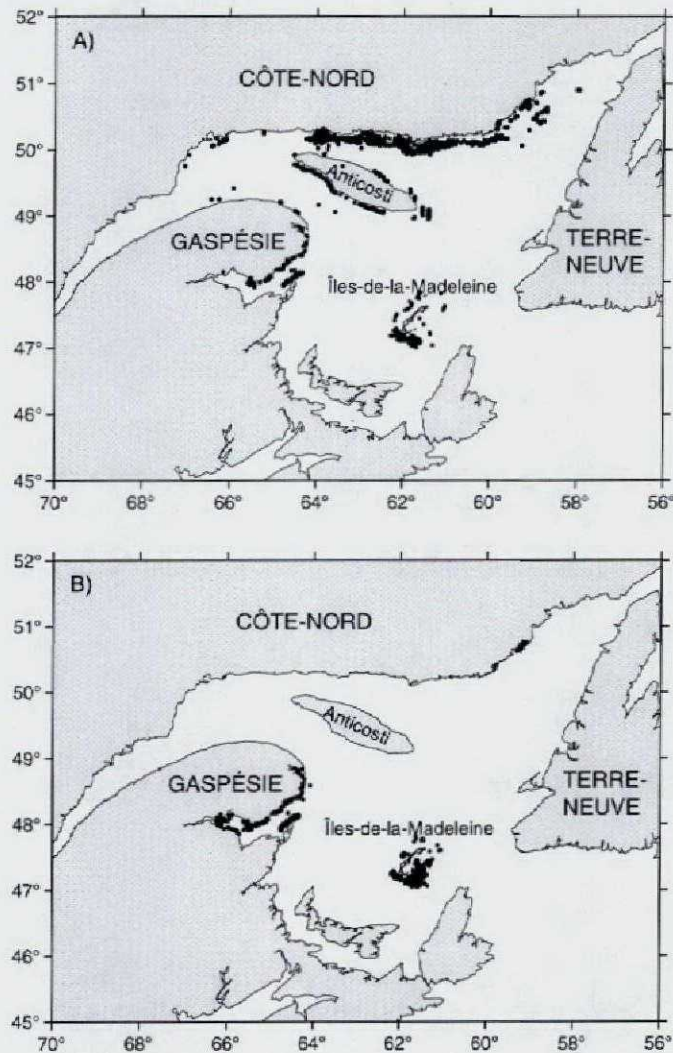 52°
A)
CÔTE-NORD
51°
50°
Anticosti
49°
GASPÉSIE
TERRE-
NEUVE
48°
Îles-de-la-Madeleine
47°
46°
45°
70° 68° 66° 64° 62° 60° 58° 56°
52°
B)
CÔTE-NORD
51°
50°
Anticosti
49°
GASPÉSIE
TERRE-
NEUVE
48°
Îles-de-la-Madeleine
47°
46°
45°
70° 68° 66° 64° 62° 60° 58° 56°